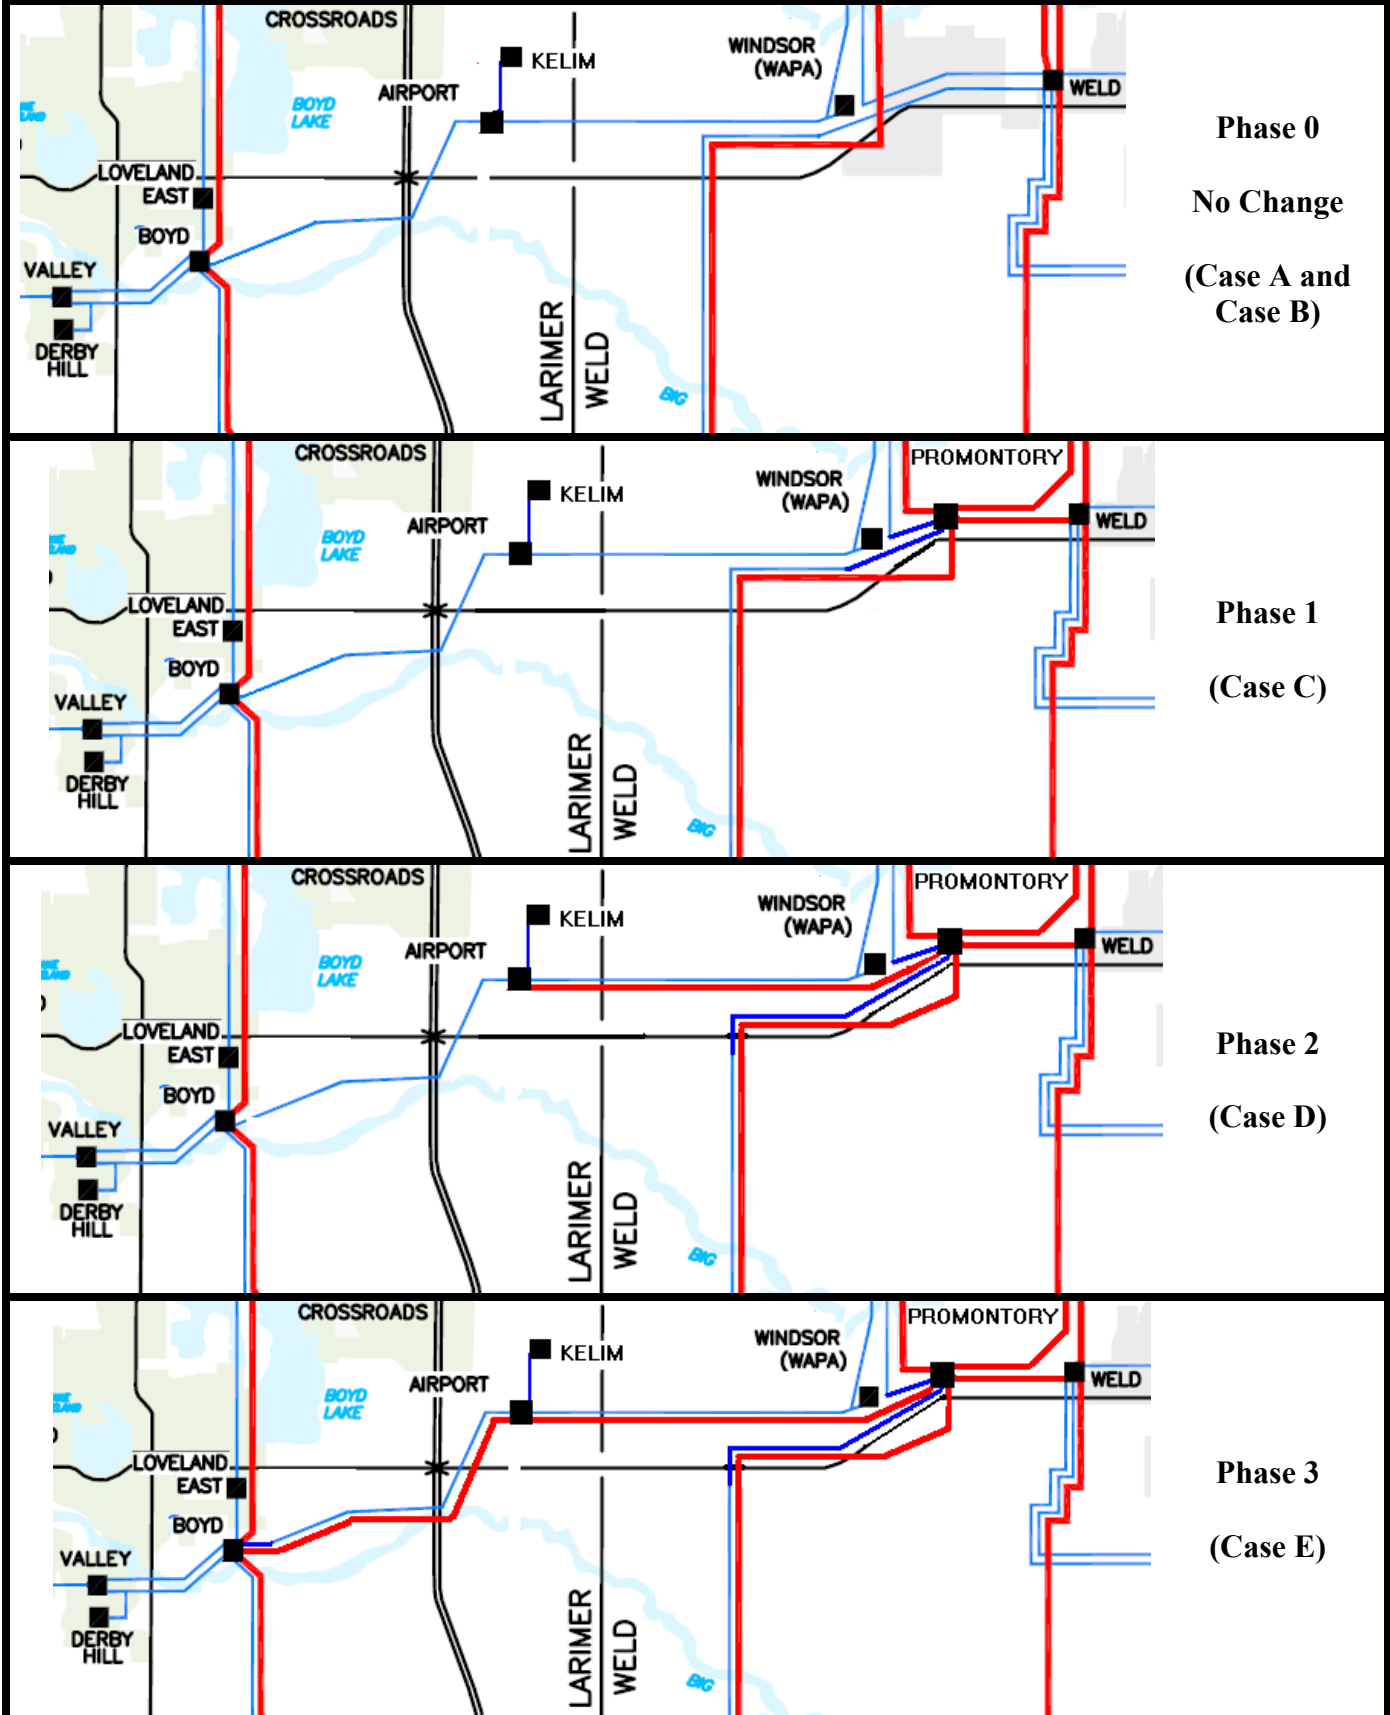 CROSSROADS
KELIM
WINDSOR
(WAPA)
AIRPORT
BOYD
LAKE
WELD
LOVELAND
EAST
BOYD
VALLEY
DERBY
HILL
LARIMER
WELD
BIG
Phase 0
No Change
(Case A and
Case B)
CROSSROADS
PROMONTORY
KELIM
WINDSOR
(WAPA)
AIRPORT
BOYD
LAKE
WELD
LOVELAND
EAST
BOYD
VALLEY
DERBY
HILL
LARIMER
WELD
BIG
Phase 1
(Case C)
CROSSROADS
PROMONTORY
KELIM
WINDSOR
(WAPA)
AIRPORT
BOYD
LAKE
WELD
LOVELAND
EAST
BOYD
VALLEY
DERBY
HILL
LARIMER
WELD
BIG
Phase 2
(Case D)
CROSSROADS
PROMONTORY
KELIM
WINDSOR
(WAPA)
AIRPORT
BOYD
LAKE
WELD
LOVELAND
EAST
BOYD
VALLEY
DERBY
HILL
LARIMER
WELD
BIG
Phase 3
(Case E)